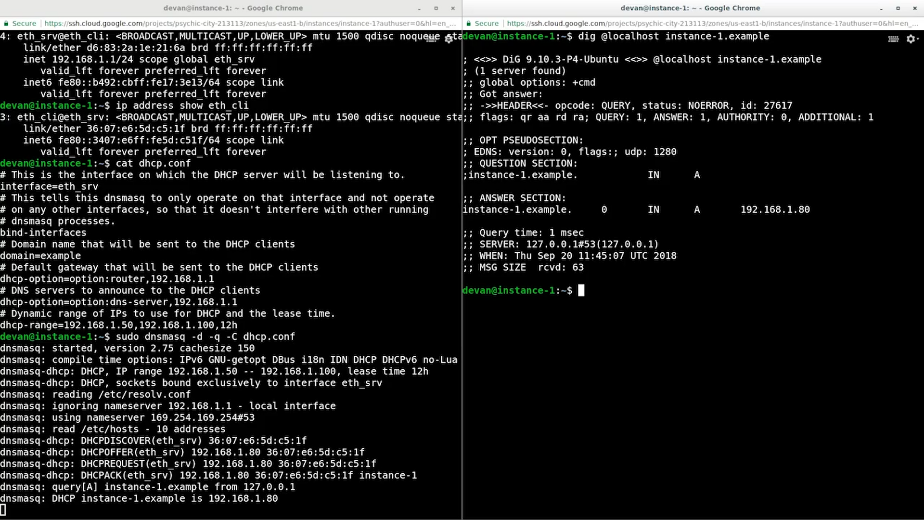 devan@instance-1: ~ - Google Chrome
Secure https://ssh.cloud.google.com/projects/psychic-city-213113/zones/us-east1-b/instances/instance-1?authuser=0&hl=en_...
4: eth_srv@eth_cli: <BROADCAST,MULTICAST,UP,LOWER_UP> mtu 1500 qdisc noqueue sta
link/ether d6:83:2a:1e:21:6a brd ff:ff:ff:ff:ff:ff
inet 192.168.1.1/24 scope global eth_srv
valid_lft forever preferred_lft forever
inet6 fe80::b492:cbff:fe17:3e13/64 scope link
valid_lft forever preferred_lft forever
devan@instance-1:~$ ip address show eth_cli
3: eth_cli@eth_srv: <BROADCAST,MULTICAST,UP,LOWER_UP> mtu 1500 qdisc noqueue sta
link/ether 36:07:e6:5d:c5:1f brd ff:ff:ff:ff:ff:ff
inet6 fe80::3407:e6ff:fe5d:c51f/64 scope link
valid_lft forever preferred_lft forever
devan@instance-1:~$ cat dhcp.conf
# This is the interface on which the DHCP server will be listening to.
interface=eth_srv
# This tells this dnsmasq to only operate on that interface and not operate
# on any other interfaces, so that it doesn't interfere with other running
# dnsmasq processes.
bind-interfaces
# Domain name that will be sent to the DHCP clients
domain=example
# Default gateway that will be sent to the DHCP clients
dhcp-option=option:router,192.168.1.1
# DNS servers to announce to the DHCP clients
dhcp-option=option:dns-server,192.168.1.1
# Dynamic range of IPs to use for DHCP and the lease time.
dhcp-range=192.168.1.50,192.168.1.100,12h
devan@instance-1:~$ sudo dnsmasq -d -q -C dhcp.conf
dnsmasq: started, version 2.75 cachesize 150
dnsmasq: compile time options: IPv6 GNU-getopt DBus i18n IDN DHCP DHCPv6 no-Lua
dnsmasq-dhcp: DHCP, IP range 192.168.1.50 -- 192.168.1.100, lease time 12h
dnsmasq-dhcp: DHCP, sockets bound exclusively to interface eth_srv
dnsmasq: reading /etc/resolv.conf
dnsmasq: ignoring nameserver 192.168.1.1 - local interface
dnsmasq: using nameserver 169.254.169.254#53
dnsmasq: read /etc/hosts - 10 addresses
dnsmasq-dhcp: DHCPDISCOVER(eth_srv) 36:07:e6:5d:c5:1f
dnsmasq-dhcp: DHCPOFFER(eth_srv) 192.168.1.80 36:07:e6:5d:c5:1f
dnsmasq-dhcp: DHCPREQUEST(eth_srv) 192.168.1.80 36:07:e6:5d:c5:1f
dnsmasq-dhcp: DHCPACK(eth_srv) 192.168.1.80 36:07:e6:5d:c5:1f instance-1
dnsmasq: query[A] instance-1.example from 127.0.0.1
dnsmasq: DHCP instance-1.example is 192.168.1.80
devan@instance-1: ~ - Google Chrome
Secure https://ssh.cloud.google.com/projects/psychic-city-213113/zones/us-east1-b/instances/instance-1?authuser=0&hl=en_...
devan@instance-1:~$ dig @localhost instance-1.example
; <<>> DiG 9.10.3-P4-Ubuntu <<>> @localhost instance-1.example
; (1 server found)
;; global options: +cmd
;; Got answer:
;; ->>HEADER<<- opcode: QUERY, status: NOERROR, id: 27617
;; flags: qr aa rd ra; QUERY: 1, ANSWER: 1, AUTHORITY: 0, ADDITIONAL: 1
;; OPT PSEUDOSECTION:
; EDNS: version: 0, flags:; udp: 1280
;; QUESTION SECTION:
;instance-1.example. IN A
;; ANSWER SECTION:
instance-1.example. 0 IN A 192.168.1.80
;; Query time: 1 msec
;; SERVER: 127.0.0.1#53(127.0.0.1)
;; WHEN: Thu Sep 20 11:45:07 UTC 2018
;; MSG SIZE rcvd: 63
devan@instance-1:~$